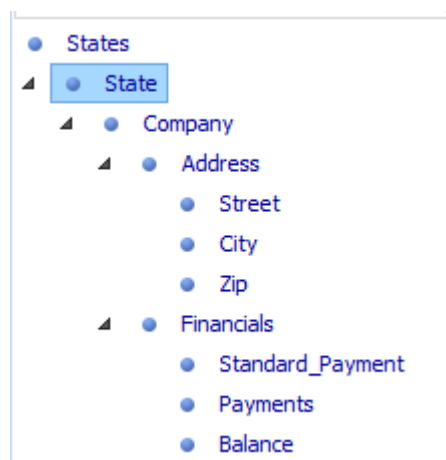 States
State
Company
Address
Street
City
Zip
Financials
Standard_Payment
Payments
Balance